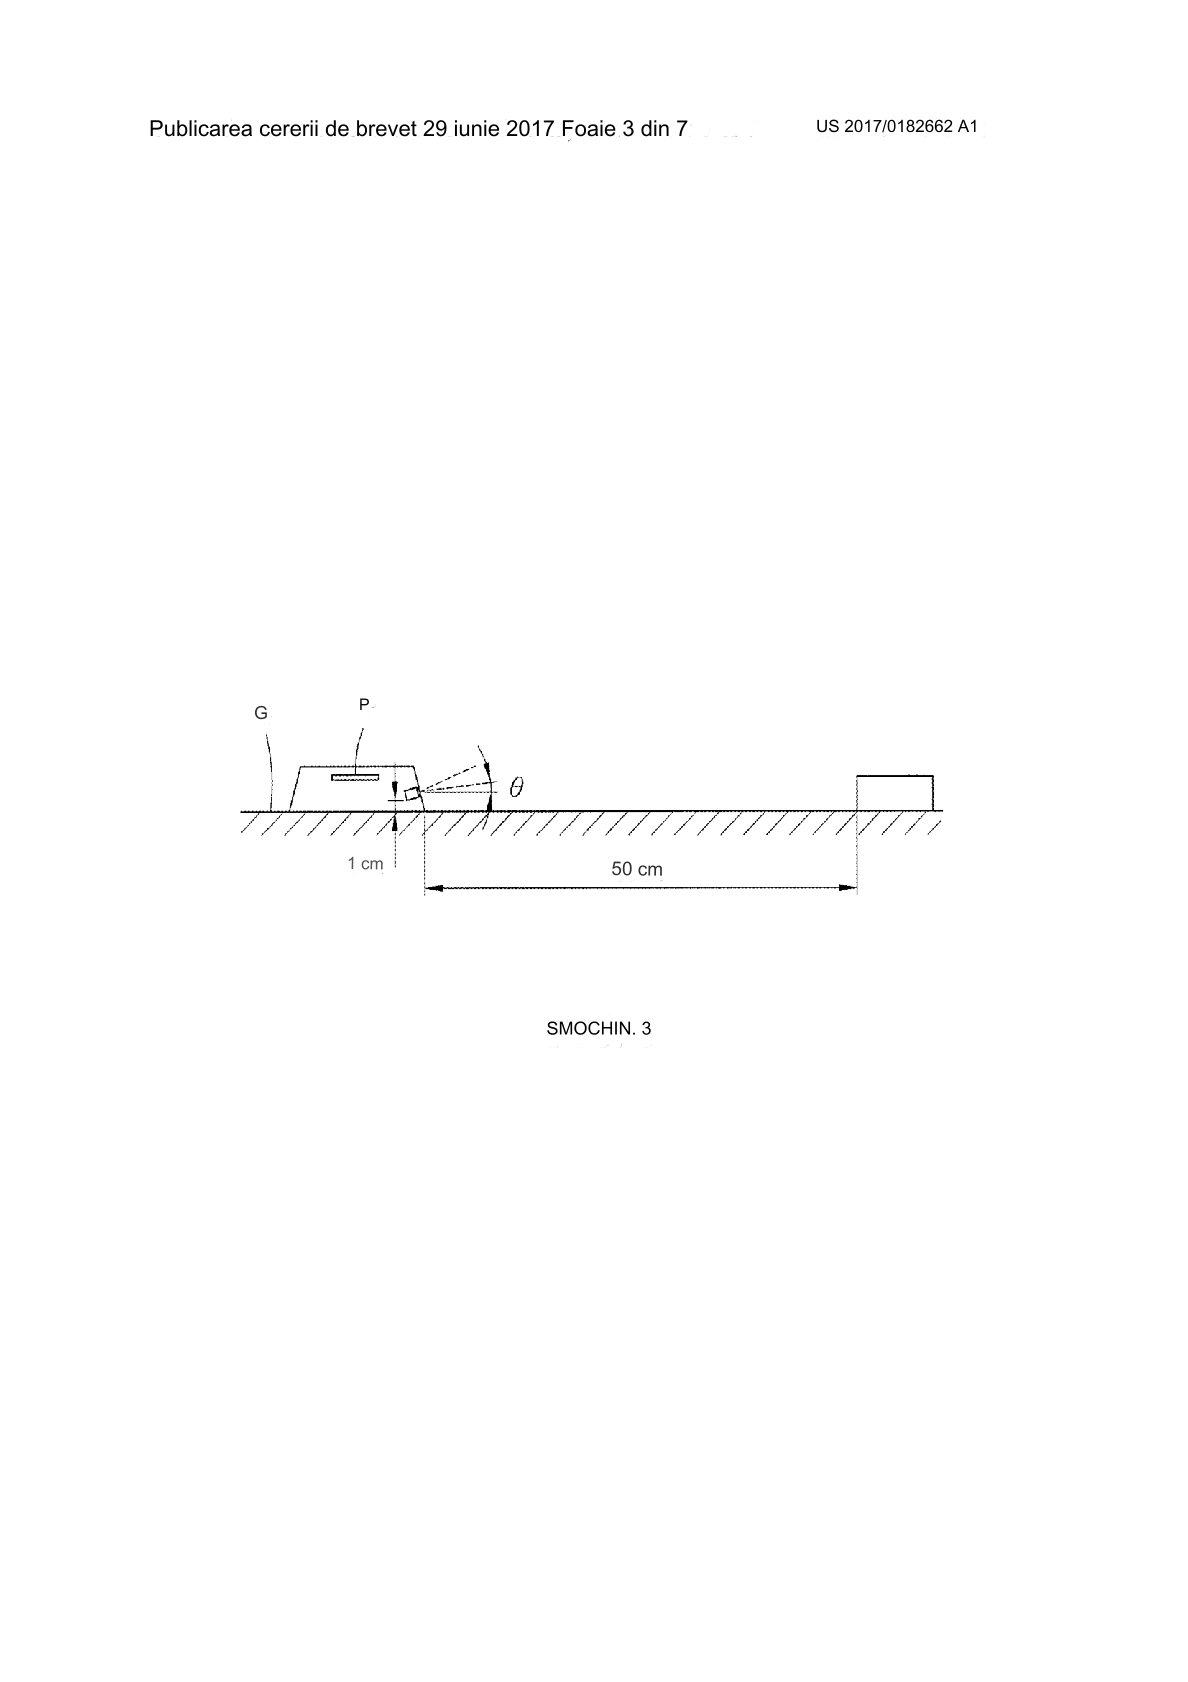 Publicarea cererii de brevet 29 iunie 2017 Foaie 3 din 7
US 2017/0182662 A1
G
P
θ
1 cm
50 cm
SMOCHIN. 3